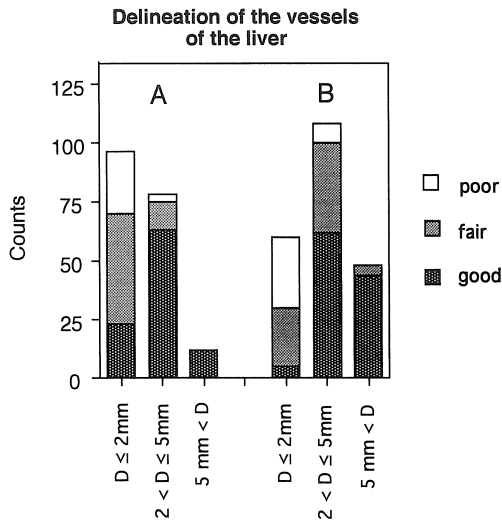 Delineation of the vessels
of the liver
A
B
125
100
75
50
25
0
Counts
poor
fair
good
D ≤ 2mm
2 < D ≤ 5mm
5 mm < D
D ≤ 2mm
2 < D ≤ 5mm
5 mm < D